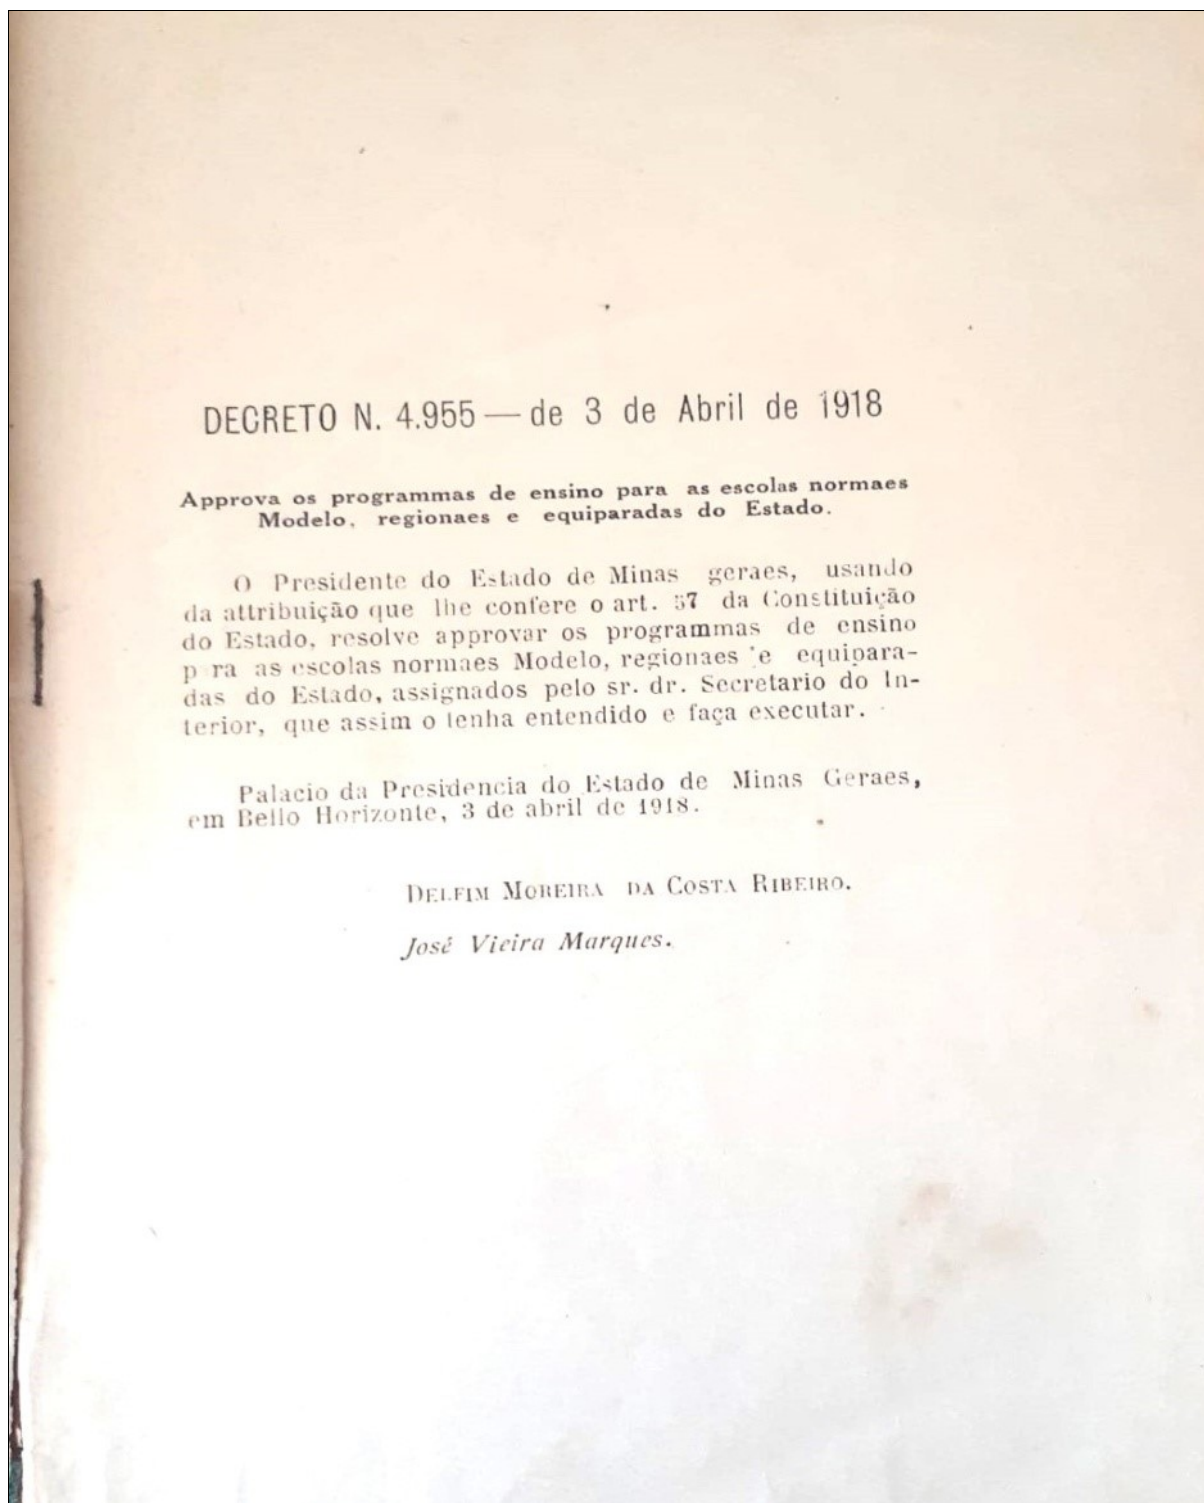 DECRETO N. 4.955 — de 3 de Abril de 1918
Approva os programmas de ensino para as escolas normaes
Modelo, regionaes e equiparadas do Estado.
O Presidente do Estado de Minas geraes, usando
da attribuição que lhe confere o art. 57 da Constituição
do Estado, resolve approvar os programmas de ensino
p ra as escolas normaes Modelo, regionaes e equipara-
das do Estado, assignados pelo sr. dr. Secretario do In-
terior, que assim o tenha entendido e faça executar.
Palacio da Presidencia do Estado de Minas Geraes,
em Bello Horizonte, 3 de abril de 1918.
DELFIM MOREIRA DA COSTA RIBEIRO.
José Vieira Marques.